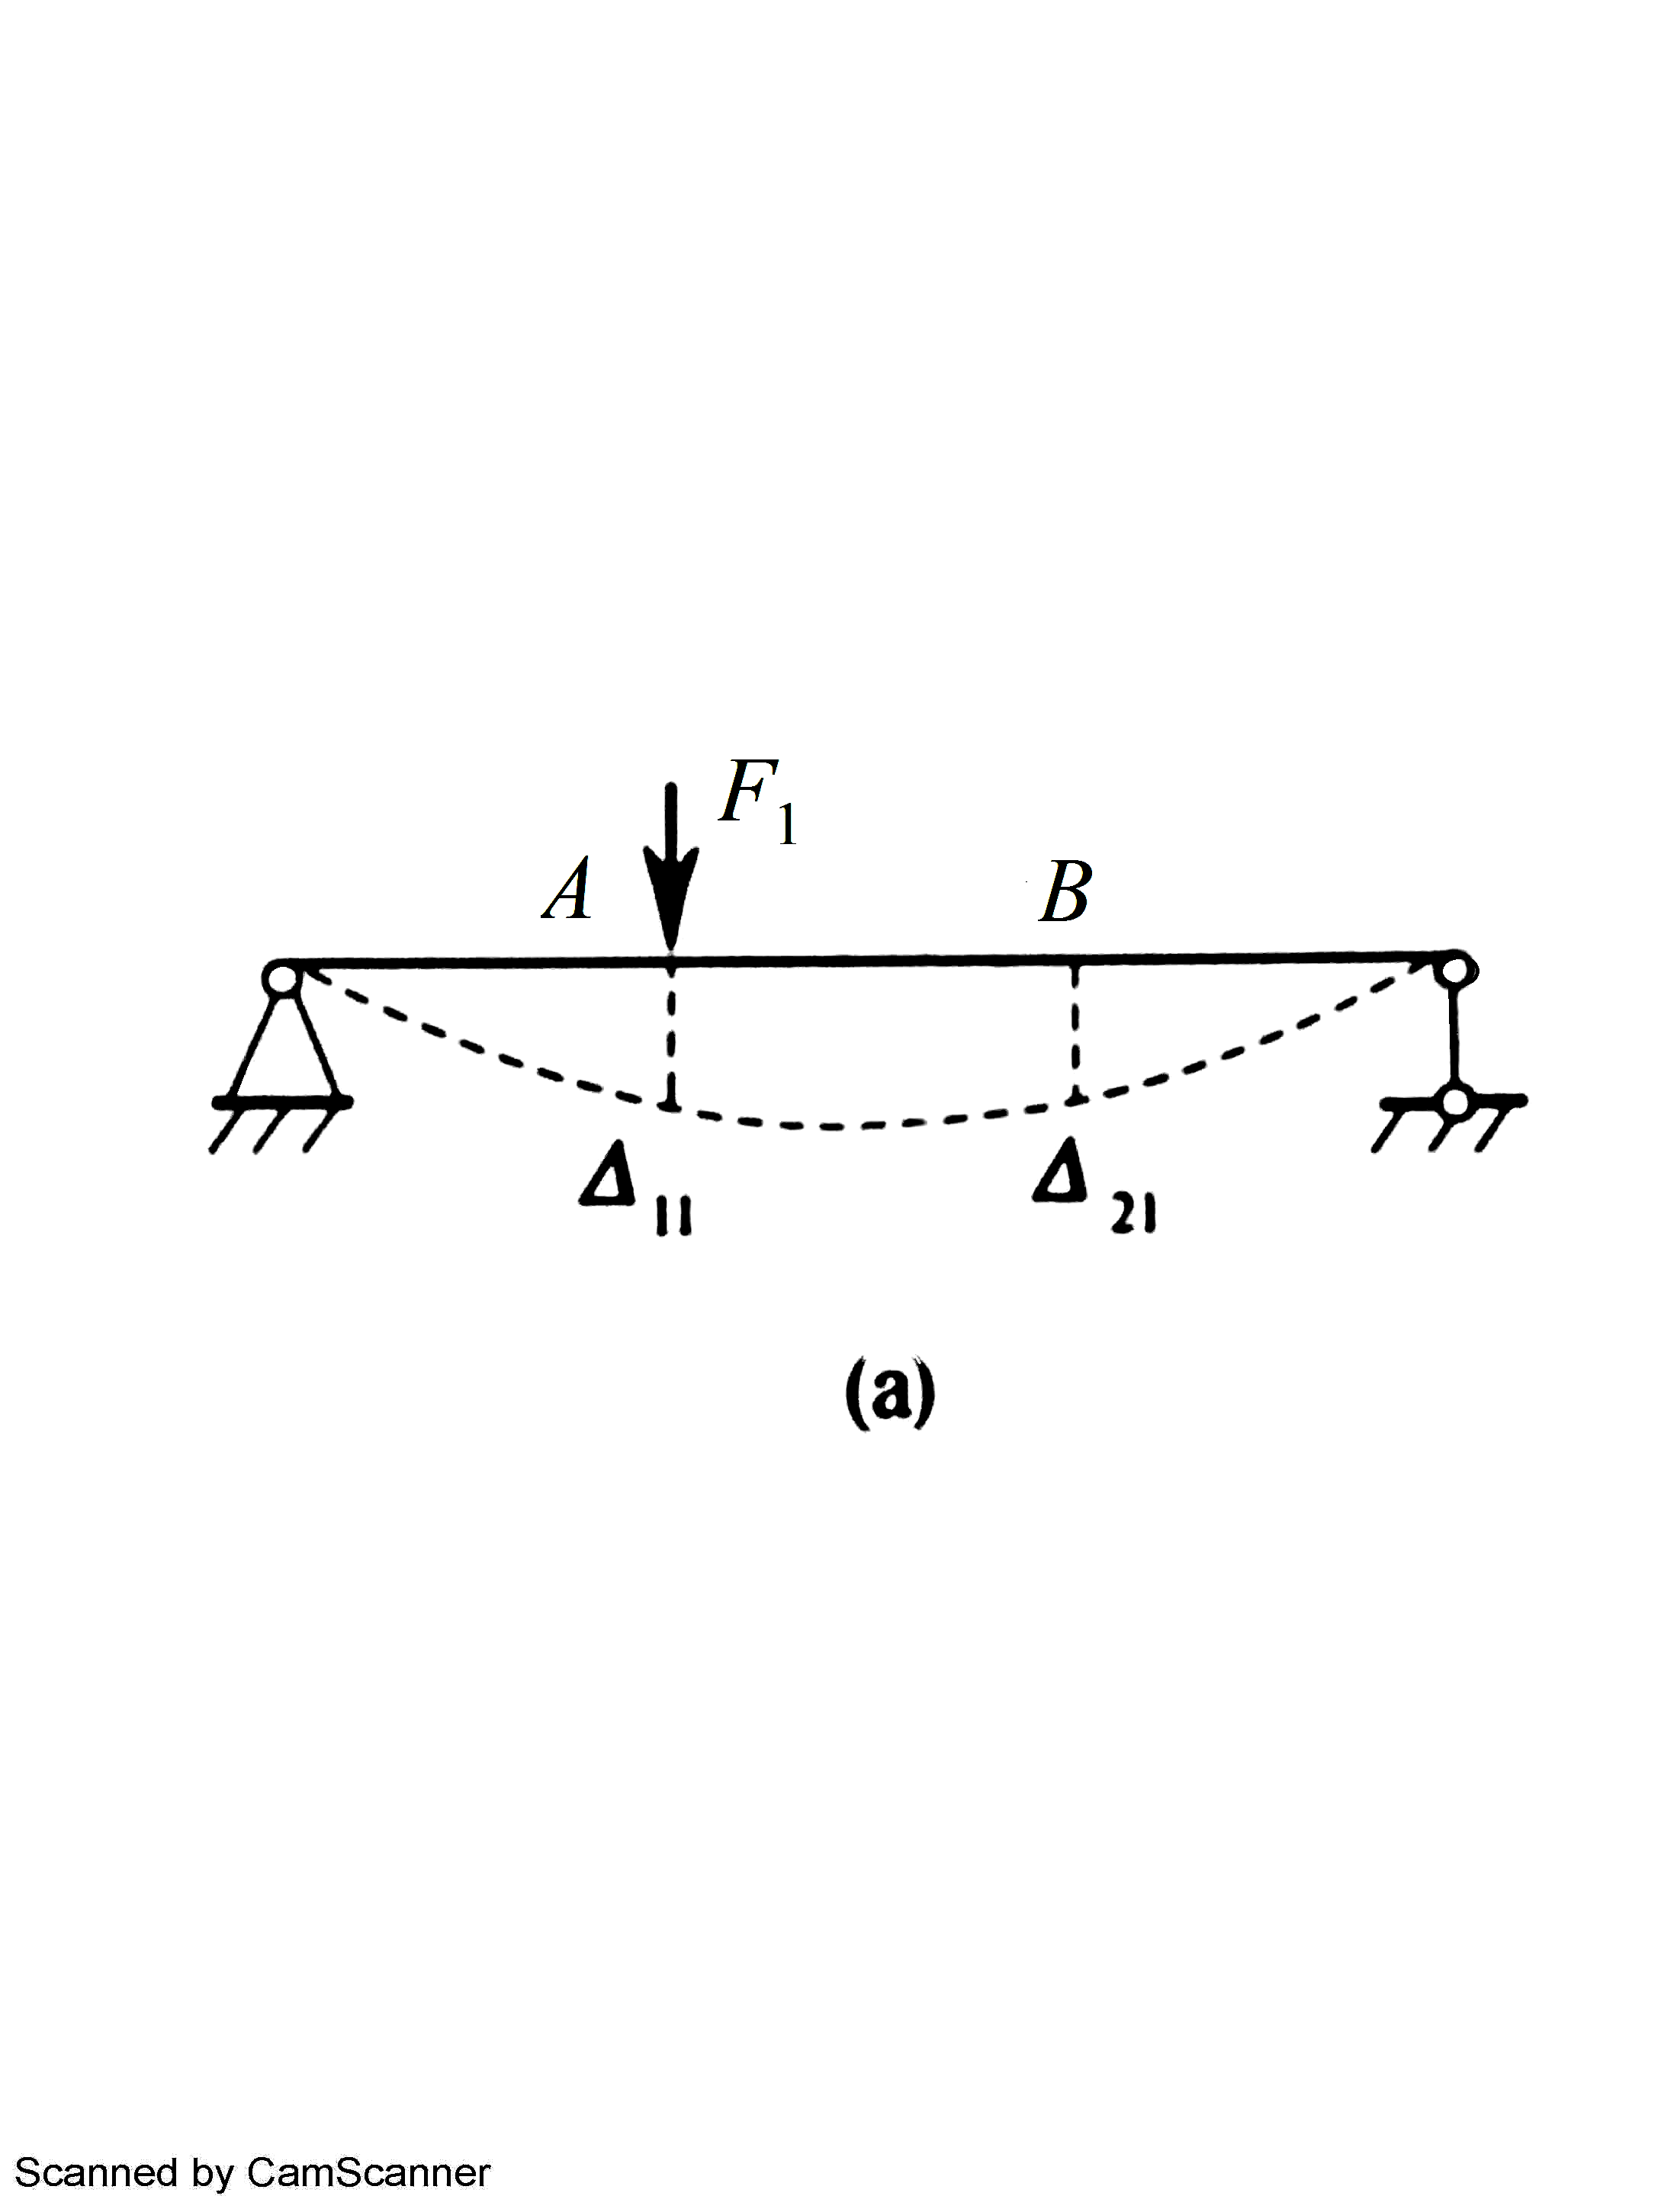 F₁
A B
Δ₁₁ Δ₂₁
(a)
Scanned by CamScanner